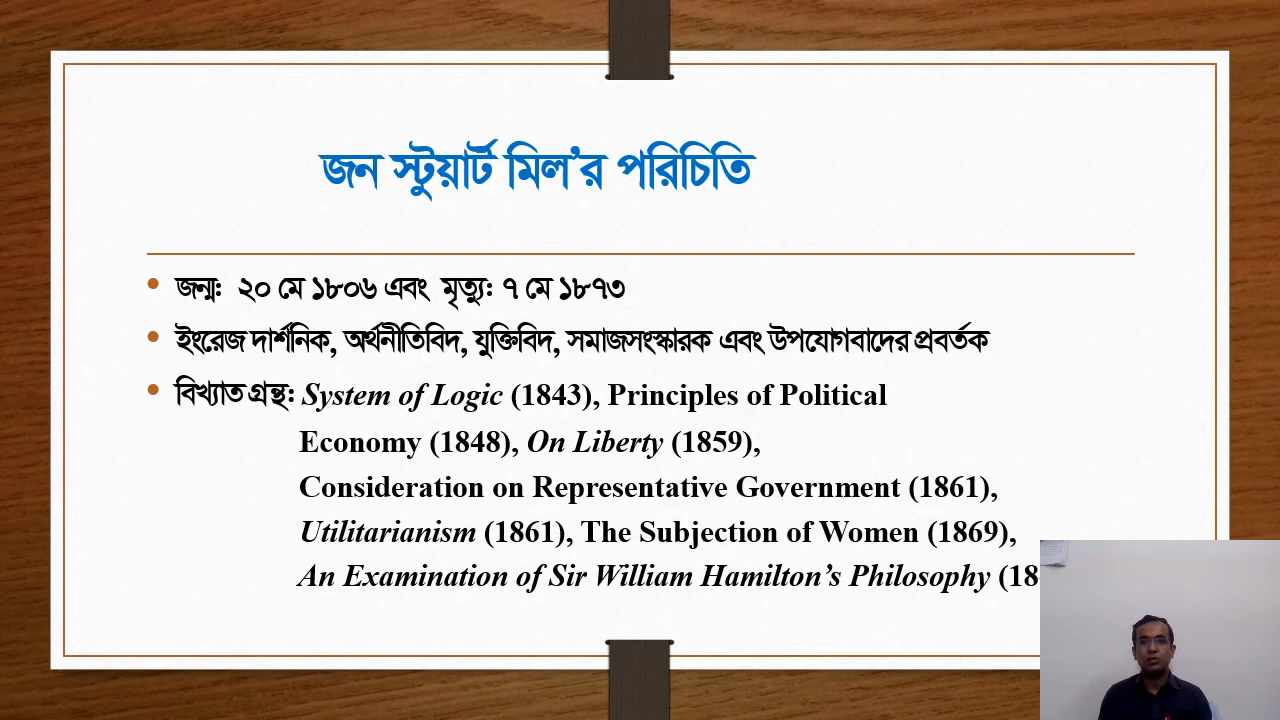 জন স্টুয়ার্ট মিল’র পরিচিতি
জন্ম: ২০ মে ১৮০৬ এবং মৃত্যু: ৭ মে ১৮৭৩
ইংরেজ দার্শনিক, অর্থনীতিবিদ, যুক্তিবিদ, সমাজসংস্কারক এবং উপযোগবাদের প্রবর্তক
বিখ্যাত গ্রন্থ: System of Logic (1843), Principles of Political
Economy (1848), On Liberty (1859),
Consideration on Representative Government (1861),
Utilitarianism (1861), The Subjection of Women (1869),
An Examination of Sir William Hamilton’s Philosophy